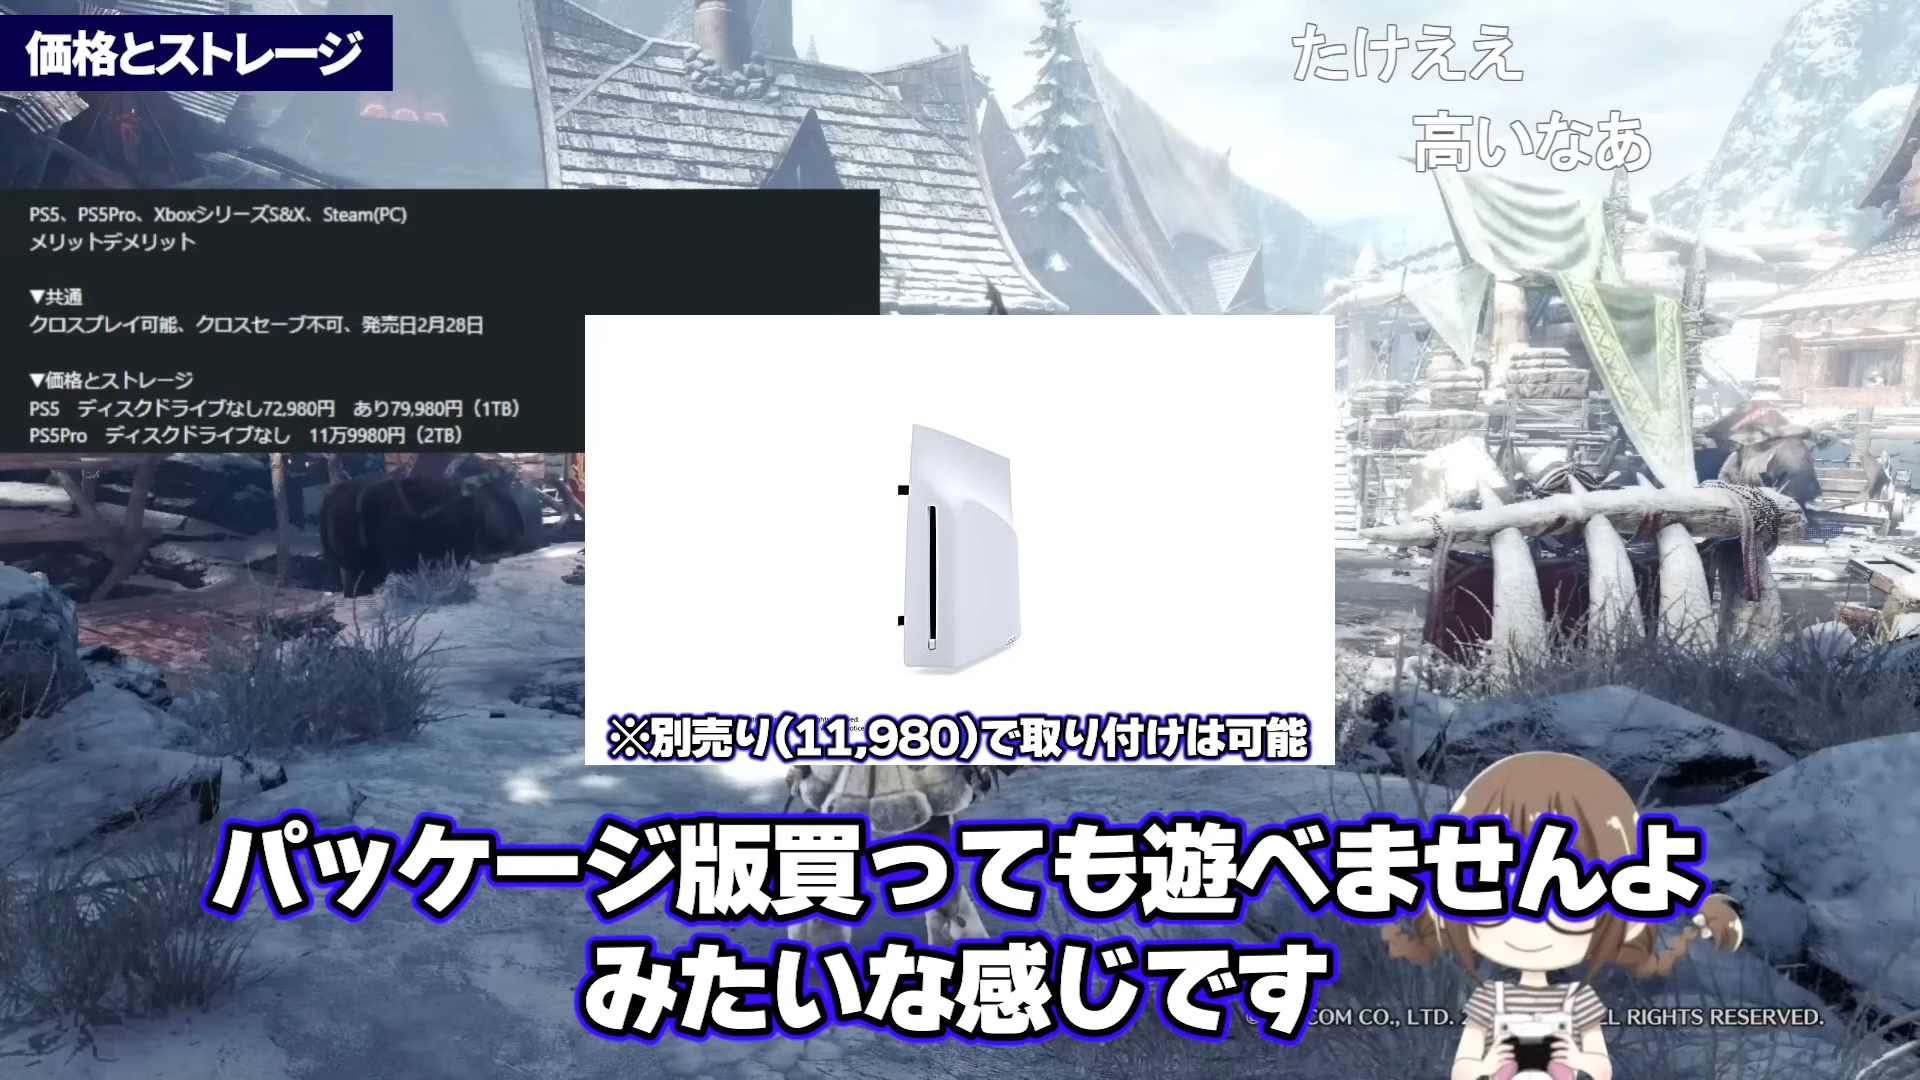 価格とストレージ
たけええ
高いなあ
PS5、PS5Pro、XboxシリーズS&X、Steam(PC)
メリットデメリット
▼共通
クロスプレイ可能、クロスセーブ不可、発売日2月28日
▼価格とストレージ
PS5 ディスクドライブなし72,980円 あり79,980円（1TB）
PS5Pro ディスクドライブなし 11万9980円（2TB）
※別売り(11,980)で取り付けは可能
パッケージ版買っても遊べませんよ
みたいな感じです
CO., LTD. RIGHTS RESERVED.